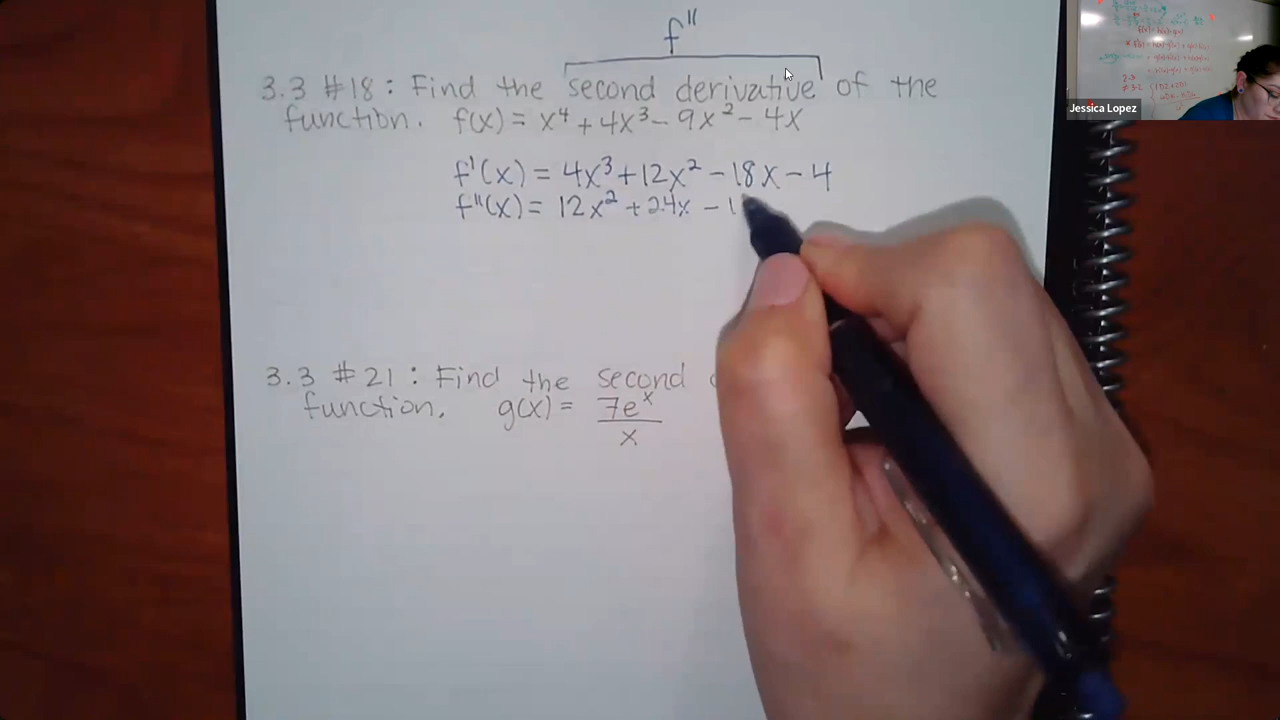 f"
3.3 #18: Find the second derivative of the
function. f(x) = x⁴ + 4x³ - 9x² - 4x
f'(x) = 4x³ + 12x² - 18x - 4
f"(x) = 12x² + 24x - 1
3.3 #21: Find the second
function. g(x) = 7eˣ
x
Jessica Lopez